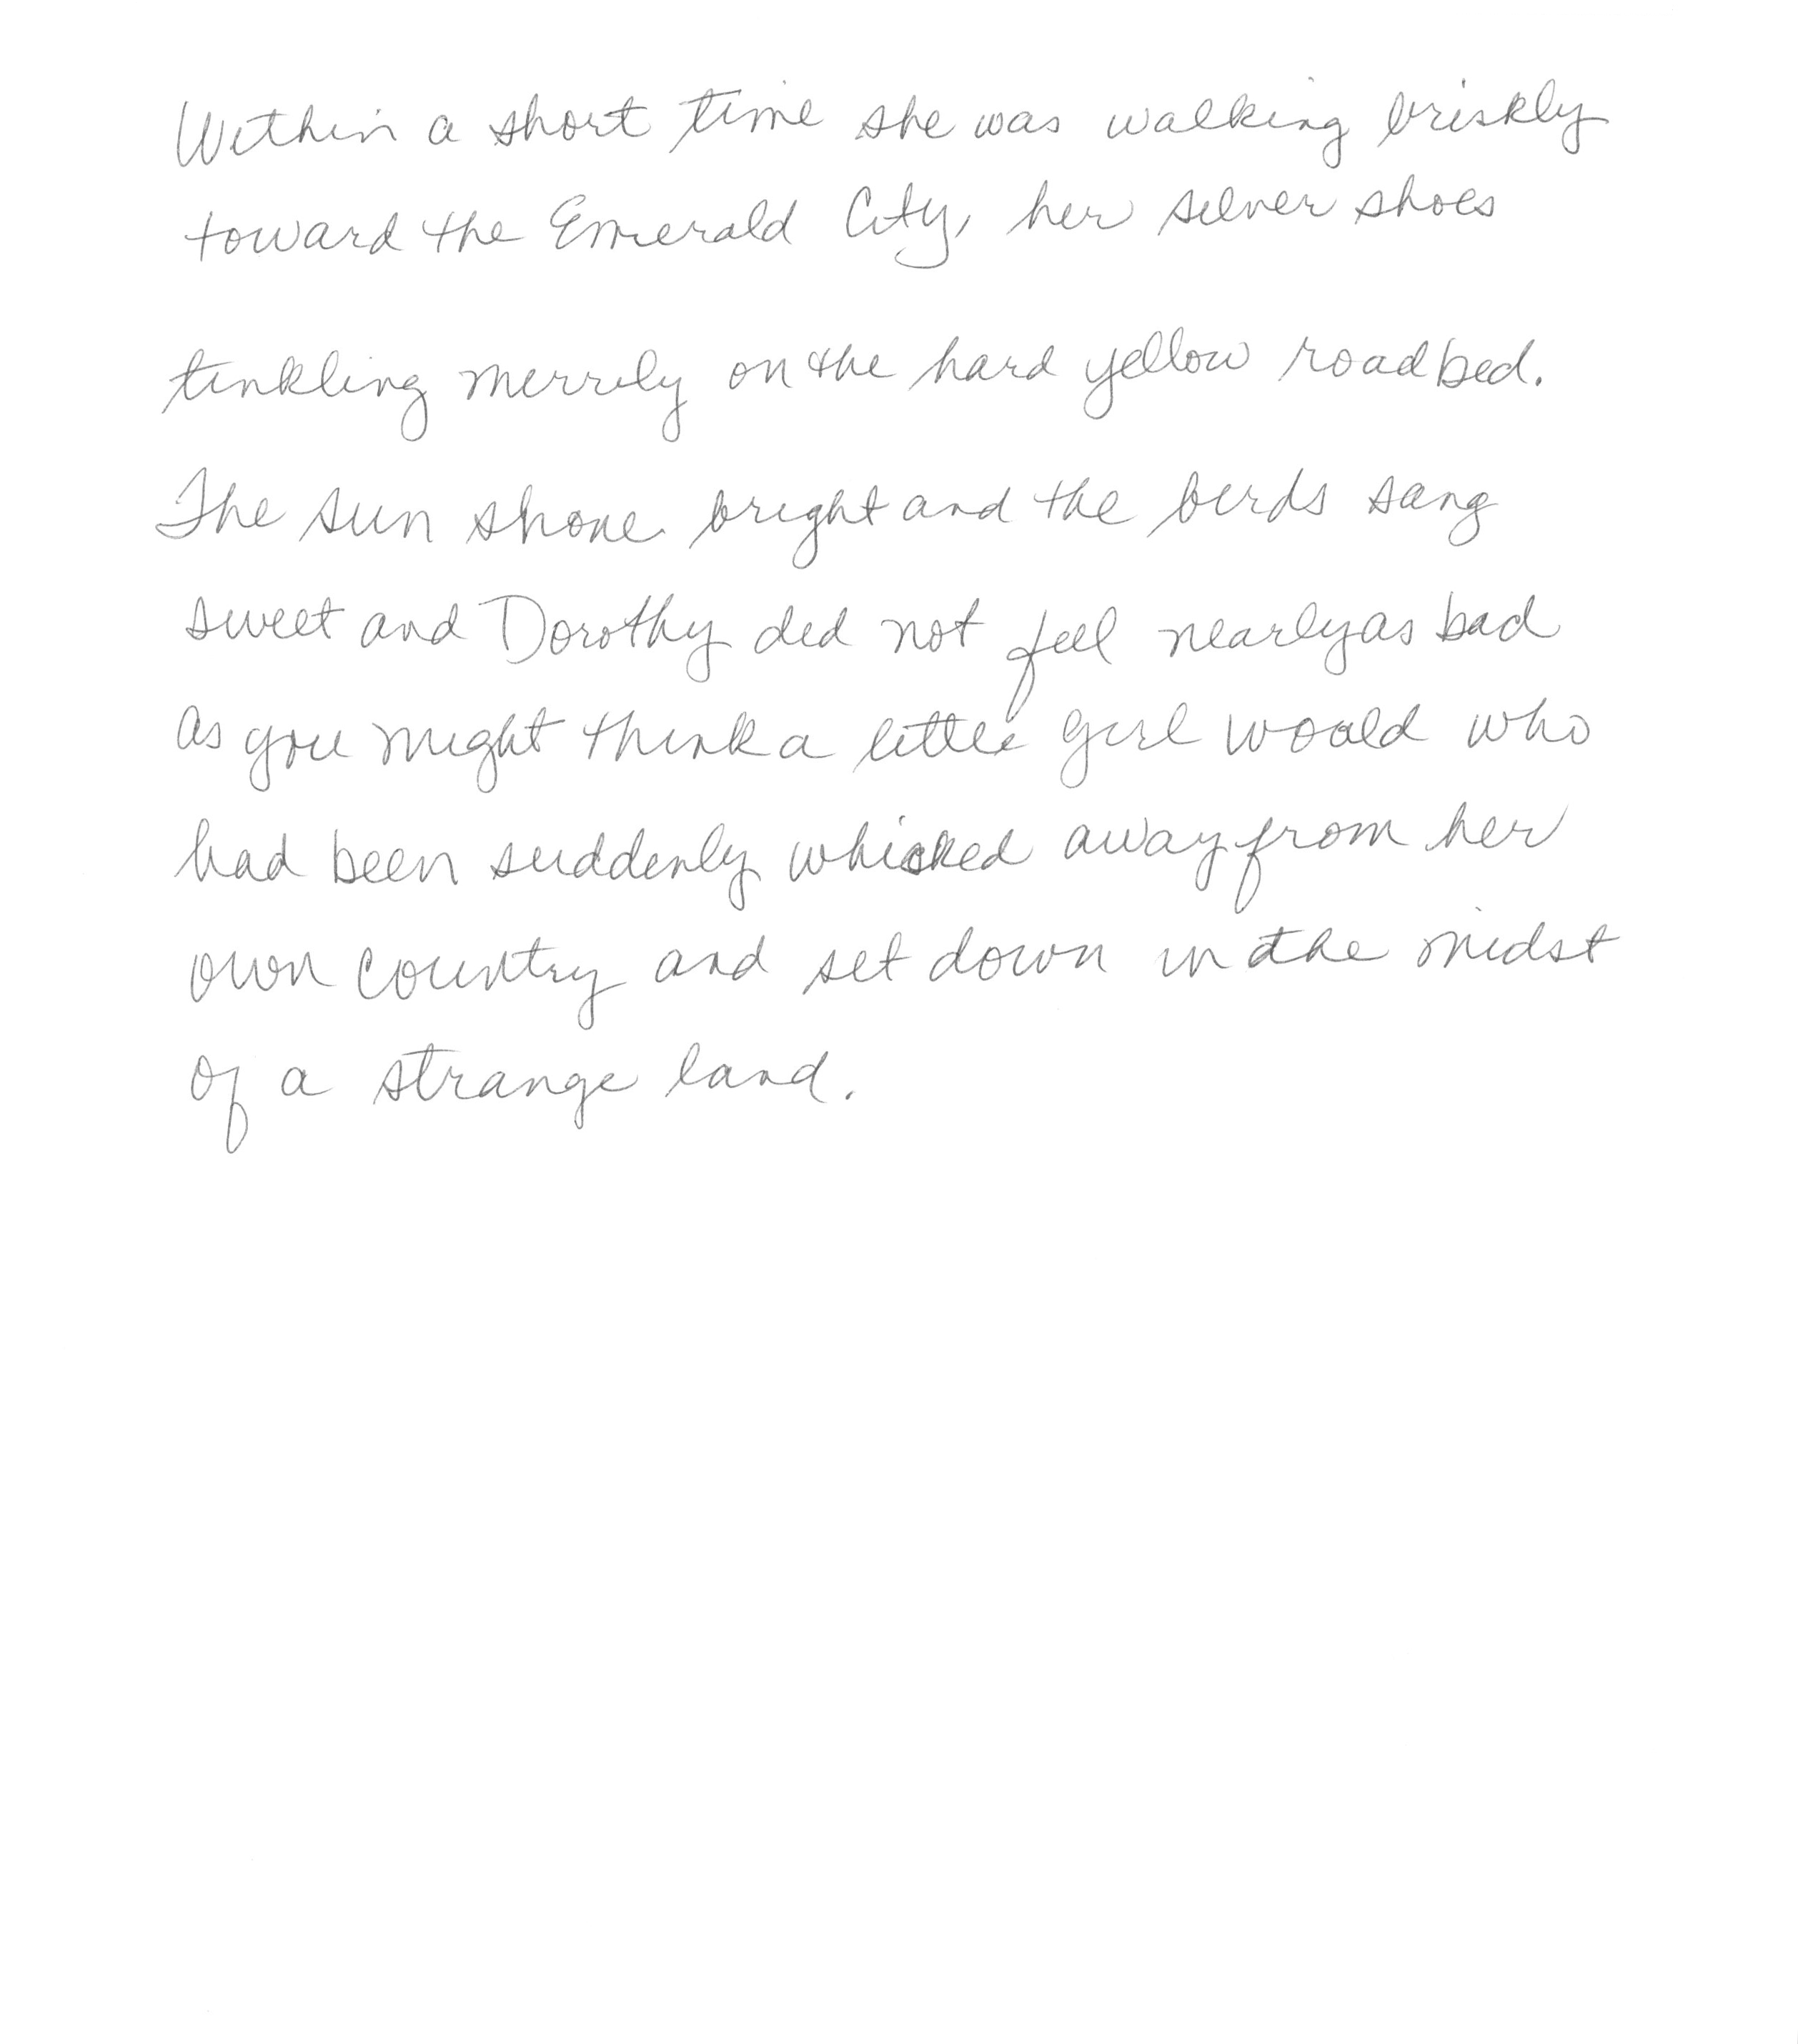 Within a short time she was walking briskly
toward the Emerald City, her silver shoes
tinkling merrily on the hard yellow roadbed.
The sun shone bright and the birds sang
sweet and Dorothy did not feel nearly as bad
as you might think a little girl would who
had been suddenly whicked away from her
own country and set down in the midst
of a strange land.